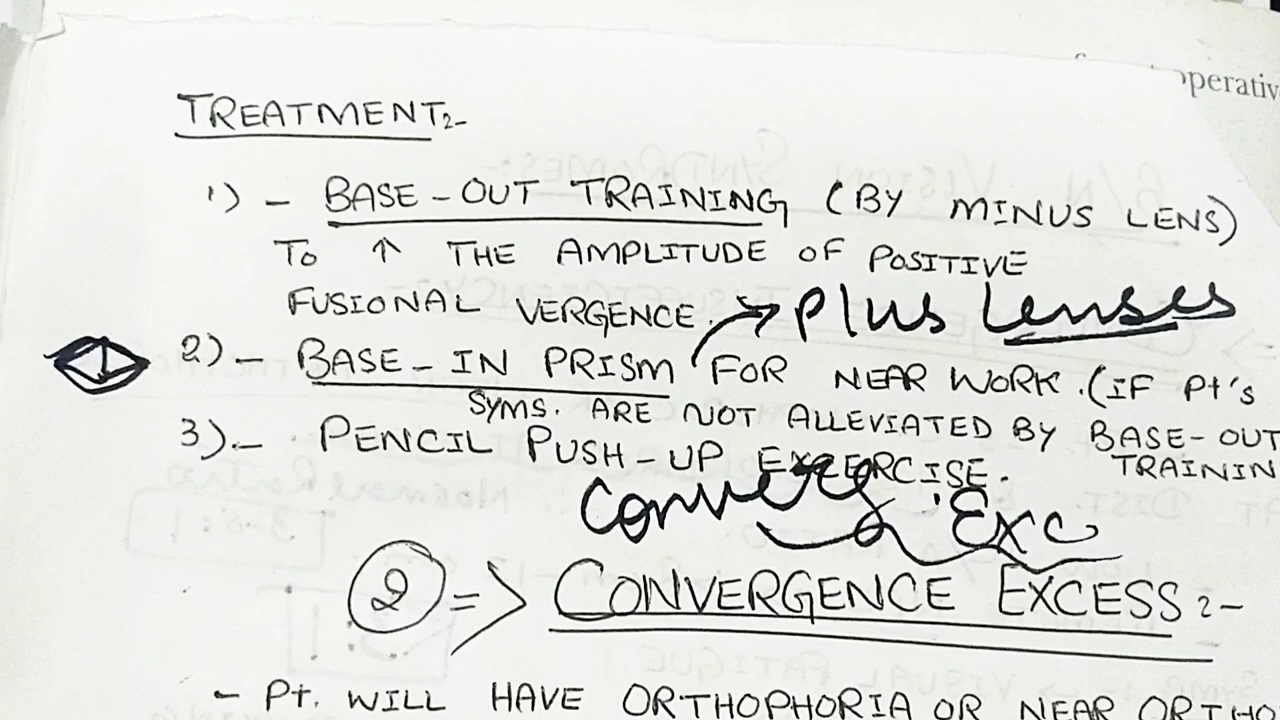 TREATMENT:-
1) - BASE-OUT TRAINING (BY MINUS LENS)
TO ↑ THE AMPLITUDE OF POSITIVE
FUSIONAL VERGENCE. → Plus Lenses
2) - BASE-IN PRISM FOR NEAR WORK. (IF Pt's
SYMS. ARE NOT ALLEVIATED BY BASE-OUT
TRAININ
3).- PENCIL PUSH-UP EXERCISE.
Converg Exc
② => CONVERGENCE EXCESS:-
- Pt. WILL HAVE ORTHOPHORIA OR NEAR ORTHO